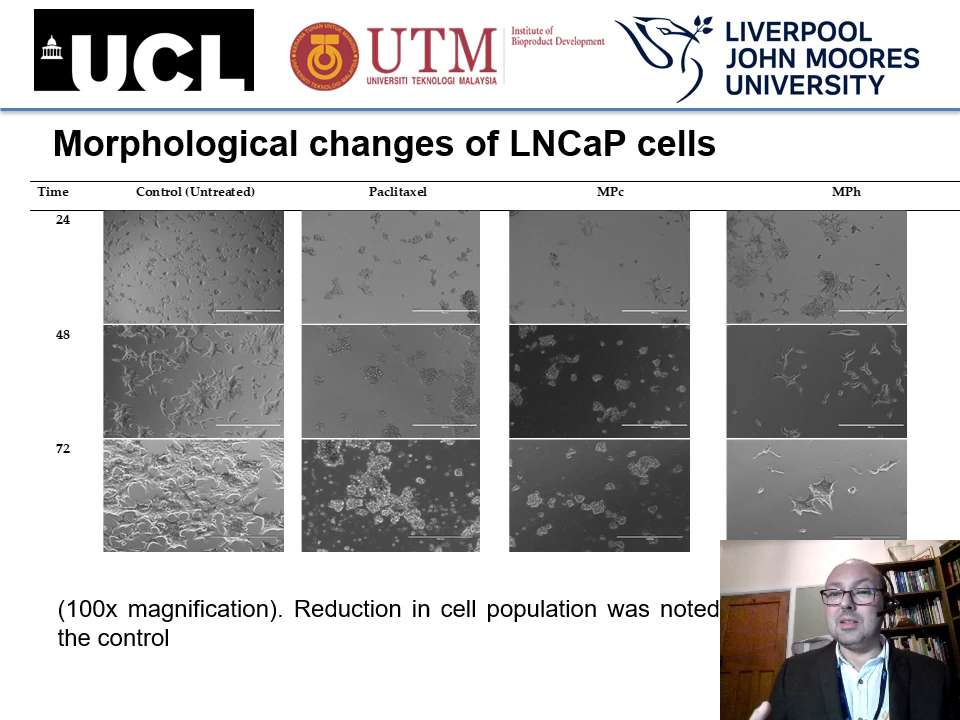 UCL
UTM
UNIVERSITI TEKNOLOGI MALAYSIA
Institute of
Bioproduct Development
LIVERPOOL
JOHN MOORES
UNIVERSITY
Morphological changes of LNCaP cells
Time Control (Untreated) Paclitaxel MPc MPh
24
48
72
(100x magnification). Reduction in cell population was noted
the control